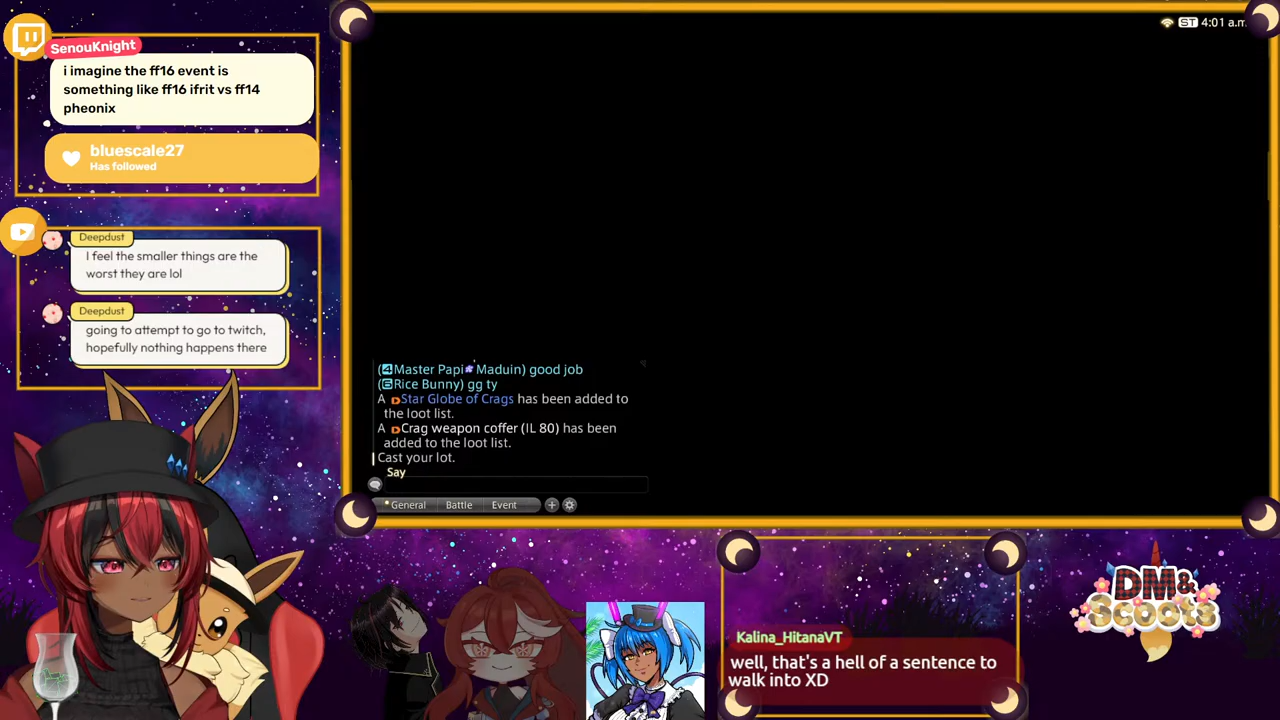 SenouKnight
i imagine the ff16 event is
something like ff16 ifrit vs ff14
pheonix
bluescale27
Has followed
Deepdust
I feel the smaller things are the
worst they are lol
Deepdust
going to attempt to go to twitch,
hopefully nothing happens there
ST 4:01 a.m.
(4Master Papi Maduin) good job
(6Rice Bunny) gg ty
A Star Globe of Crags has been added to
the loot list.
A Crag weapon coffer (IL 80) has been
added to the loot list.
Cast your lot.
Say
General Battle Event
Kalina_HitanaVT
well, that's a hell of a sentence to
walk into XD
DM&
Scoots